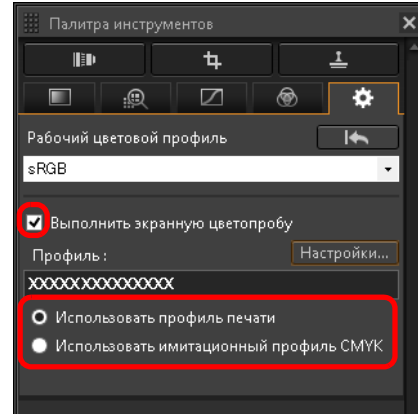 Палитра инструментов
Рабочий цветовой профиль
sRGB
Выполнить экранную цветопробу
Профиль :
Настройки...
XXXXXXXXXXXXXX
Использовать профиль печати
Использовать имитационный профиль CMYK